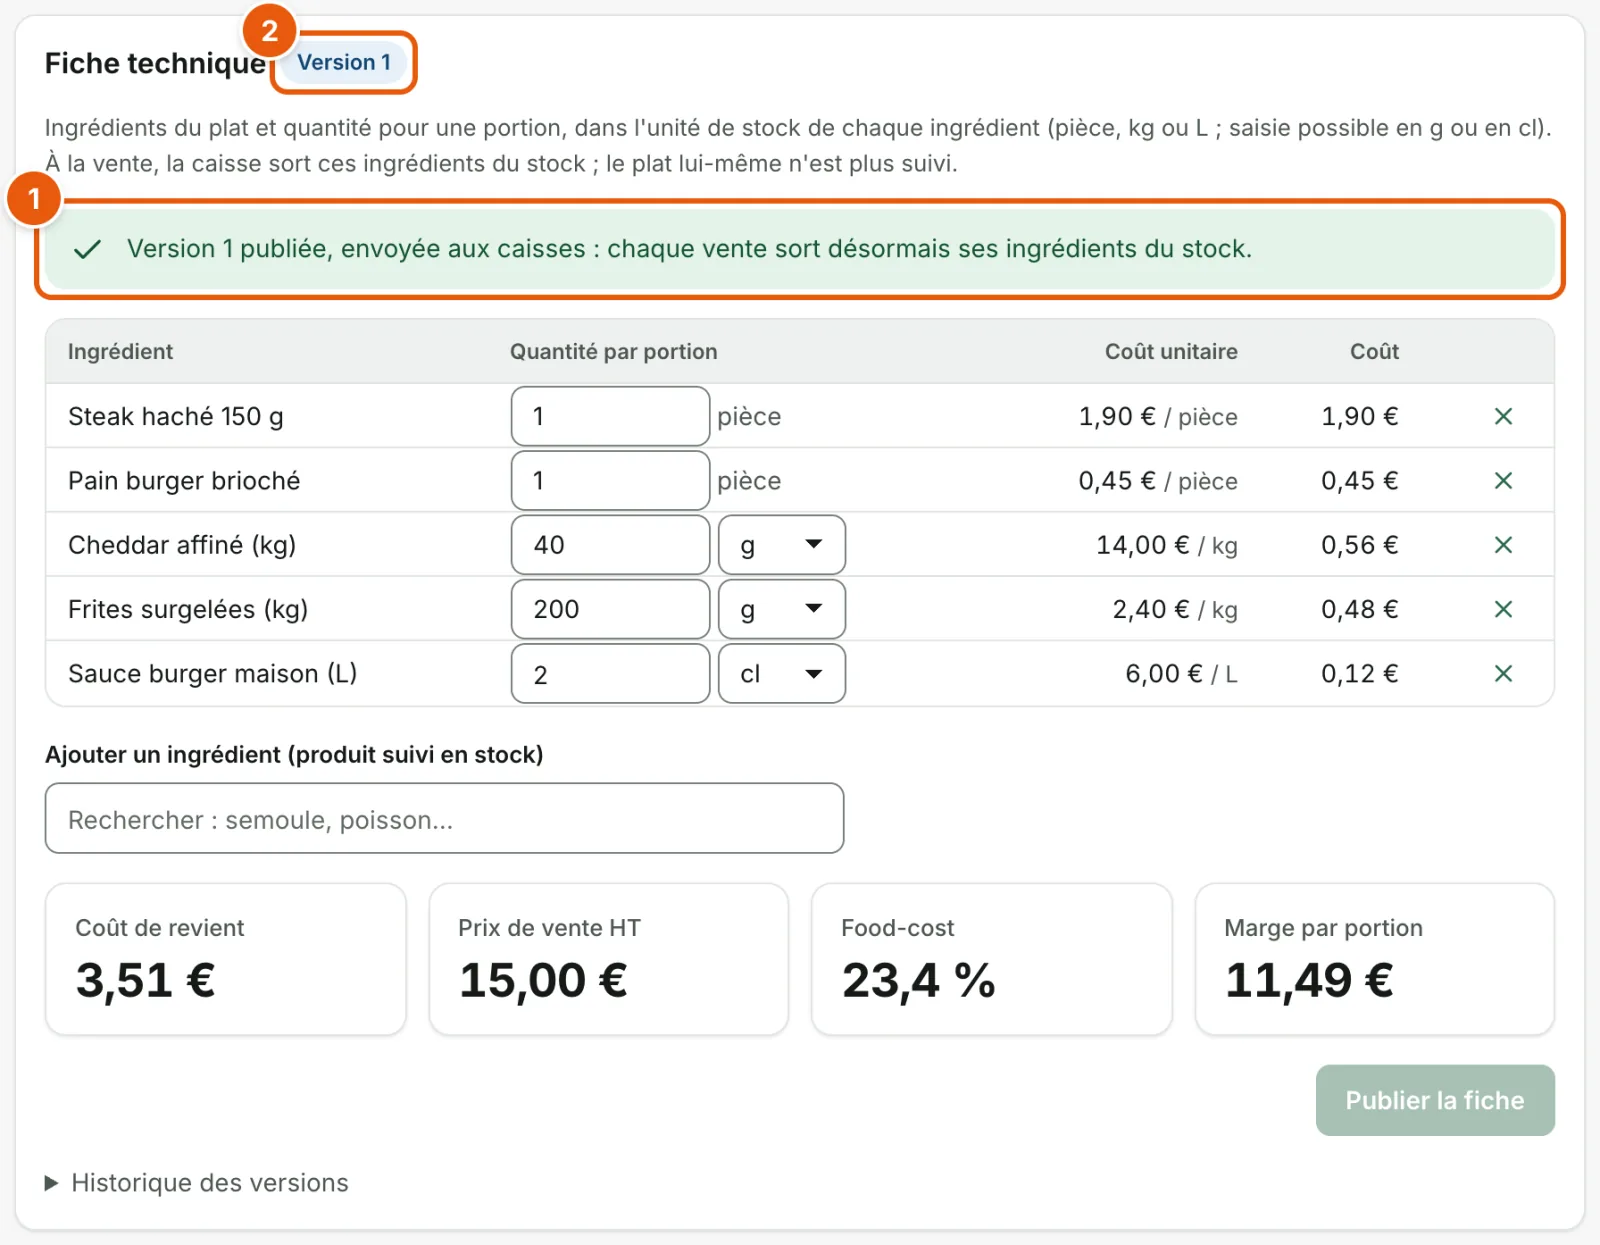 2
Fiche technique Version 1
Ingrédients du plat et quantité pour une portion, dans l'unité de stock de chaque ingrédient (pièce, kg ou L ; saisie possible en g ou en cl).
À la vente, la caisse sort ces ingrédients du stock ; le plat lui-même n'est plus suivi.
1
Version 1 publiée, envoyée aux caisses : chaque vente sort désormais ses ingrédients du stock.
Ingrédient Quantité par portion Coût unitaire Coût
Steak haché 150 g 1 pièce 1,90 € / pièce 1,90 €
Pain burger brioché 1 pièce 0,45 € / pièce 0,45 €
Cheddar affiné (kg) 40 g 14,00 € / kg 0,56 €
Frites surgelées (kg) 200 g 2,40 € / kg 0,48 €
Sauce burger maison (L) 2 cl 6,00 € / L 0,12 €
Ajouter un ingrédient (produit suivi en stock)
Rechercher : semoule, poisson...
Coût de revient Prix de vente HT Food-cost Marge par portion
3,51 € 15,00 € 23,4 % 11,49 €
Publier la fiche
Historique des versions